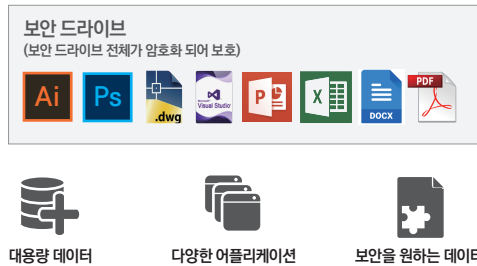 보안 드라이브
(보안 드라이브 전체가 암호화 되어 보호)
Ai Ps .dwg Visual Studio P X DOCX PDF
대용량 데이터 다양한 어플리케이션 보안을 원하는 데이터